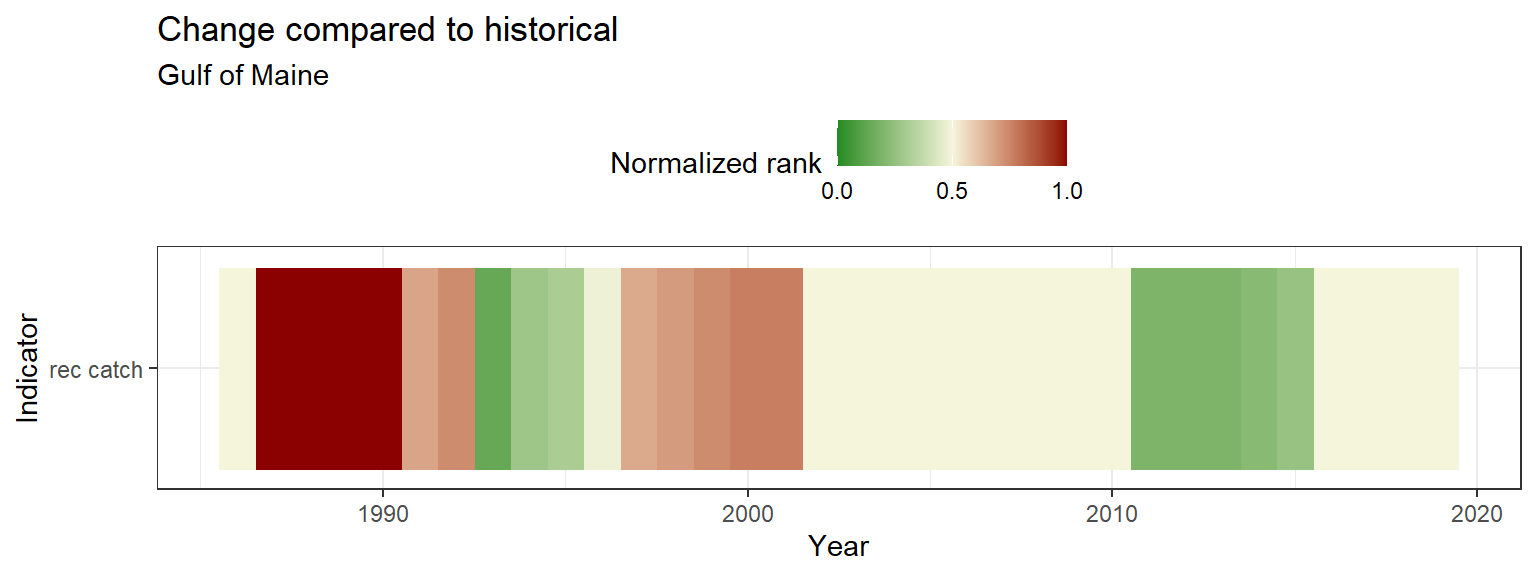 Change compared to historical
Gulf of Maine
Normalized rank
0.0 0.5 1.0
Indicator
rec catch
1990 2000 2010 2020
Year